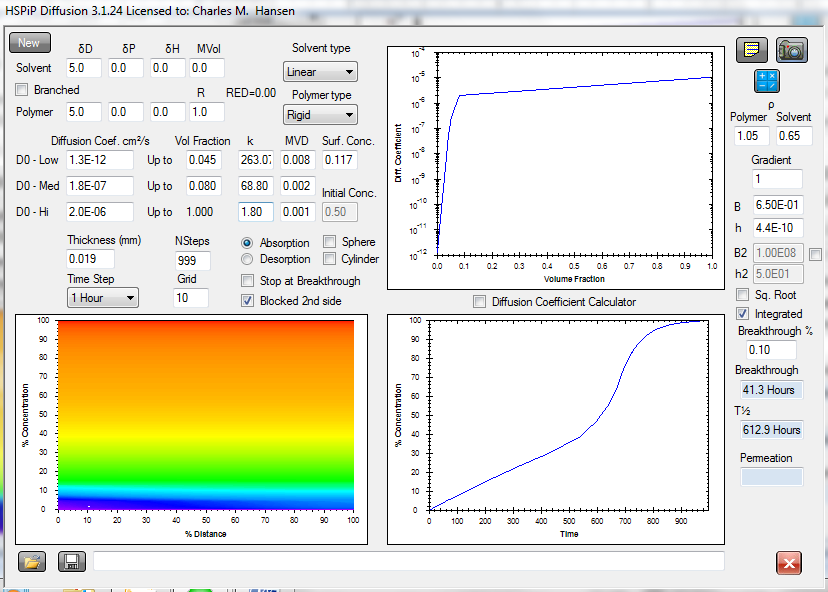 HSPiP Diffusion 3.1.24 Licensed to: Charles M. Hansen
New
δD δP δH MVol Solvent type
Solvent 5.0 0.0 0.0 0.0 Linear
Branched R RED=0.00 Polymer type
Polymer 5.0 0.0 0.0 1.0 Rigid
Diffusion Coef. cm²/s Vol Fraction k MVD Surf. Conc.
D0 - Low 1.3E-12 Up to 0.045 263.07 0.008 0.117
D0 - Med 1.8E-07 Up to 0.080 68.80 0.002 Initial Conc.
D0 - Hi 2.0E-06 Up to 1.000 1.80 0.001 0.50
Thickness (mm) NSteps Absorption Sphere
0.019 999 Desorption Cylinder
Time Step Grid Stop at Breakthrough
1 Hour 10 Blocked 2nd side
10⁻⁴
10⁻⁵
10⁻⁶
10⁻⁷
10⁻⁸
10⁻⁹
10⁻¹⁰
10⁻¹¹
10⁻¹²
Diff. Coefficient
0.0 0.1 0.2 0.3 0.4 0.5 0.6 0.7 0.8 0.9 1.0
Volume Fraction
Diffusion Coefficient Calculator
ρ
Polymer Solvent
1.05 0.65
Gradient
1
B 6.50E-01
h 4.4E-10
B2 1.00E08
h2 5.0E01
Sq. Root
Integrated
Breakthrough %
0.10
Breakthrough
41.3 Hours
T½
612.9 Hours
Permeation
100
90
80
70
60
50
40
30
20
10
0
% Concentration
0 10 20 30 40 50 60 70 80 90 100
% Distance
100
90
80
70
60
50
40
30
20
10
0
% Concentration
0 100 200 300 400 500 600 700 800 900
Time